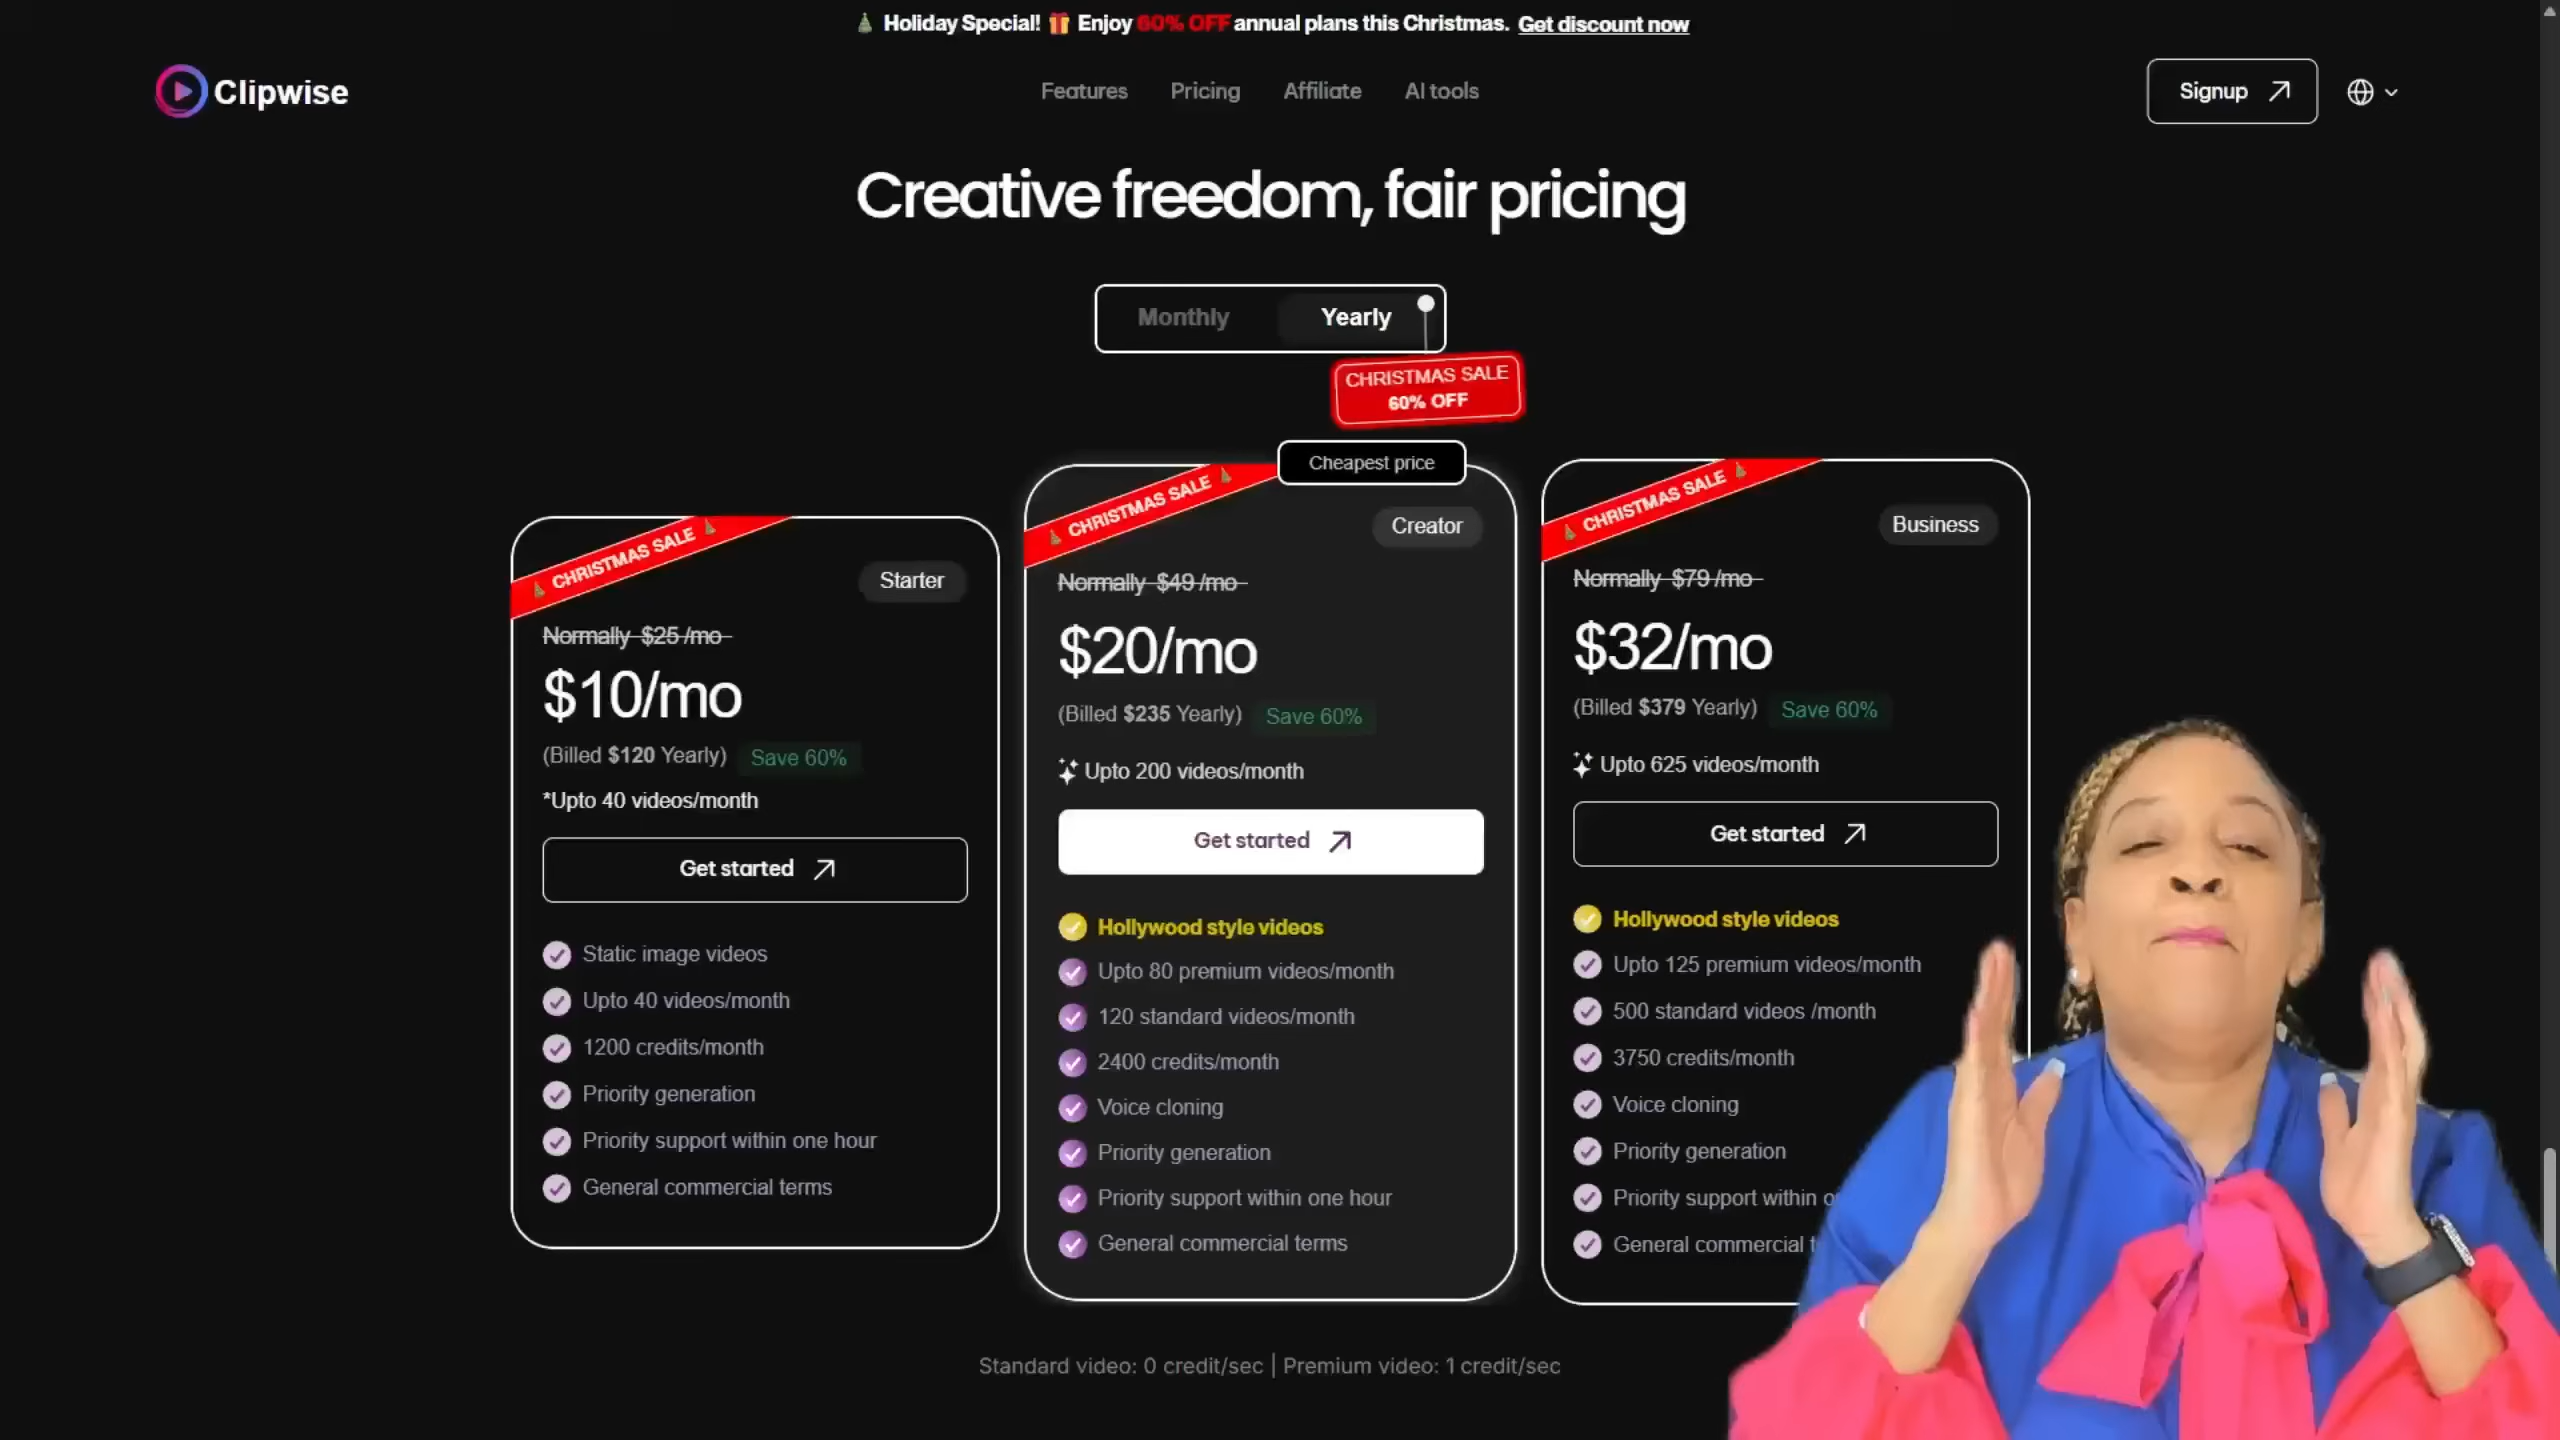 Holiday Special! Enjoy 60% OFF annual plans this Christmas. Get discount now
Clipwise
Features
Pricing
Affiliate
AI tools
Signup
Creative freedom, fair pricing
Monthly
Yearly
CHRISTMAS SALE
60% OFF
CHRISTMAS SALE
Starter
Normally $25 /mo
$10/mo
(Billed $120 Yearly) Save 60%
*Upto 40 videos/month
Get started
Static image videos
Upto 40 videos/month
1200 credits/month
Priority generation
Priority support within one hour
General commercial terms
Cheapest price
CHRISTMAS SALE
Creator
Normally $49 /mo
$20/mo
(Billed $235 Yearly) Save 60%
Upto 200 videos/month
Get started
Hollywood style videos
Upto 80 premium videos/month
120 standard videos/month
2400 credits/month
Voice cloning
Priority generation
Priority support within one hour
General commercial terms
CHRISTMAS SALE
Business
Normally $79 /mo
$32/mo
(Billed $379 Yearly) Save 60%
Upto 625 videos/month
Get started
Hollywood style videos
Upto 125 premium videos/month
500 standard videos /month
3750 credits/month
Voice cloning
Priority generation
Priority support within
General commercial
Standard video: 0 credit/sec | Premium video: 1 credit/sec